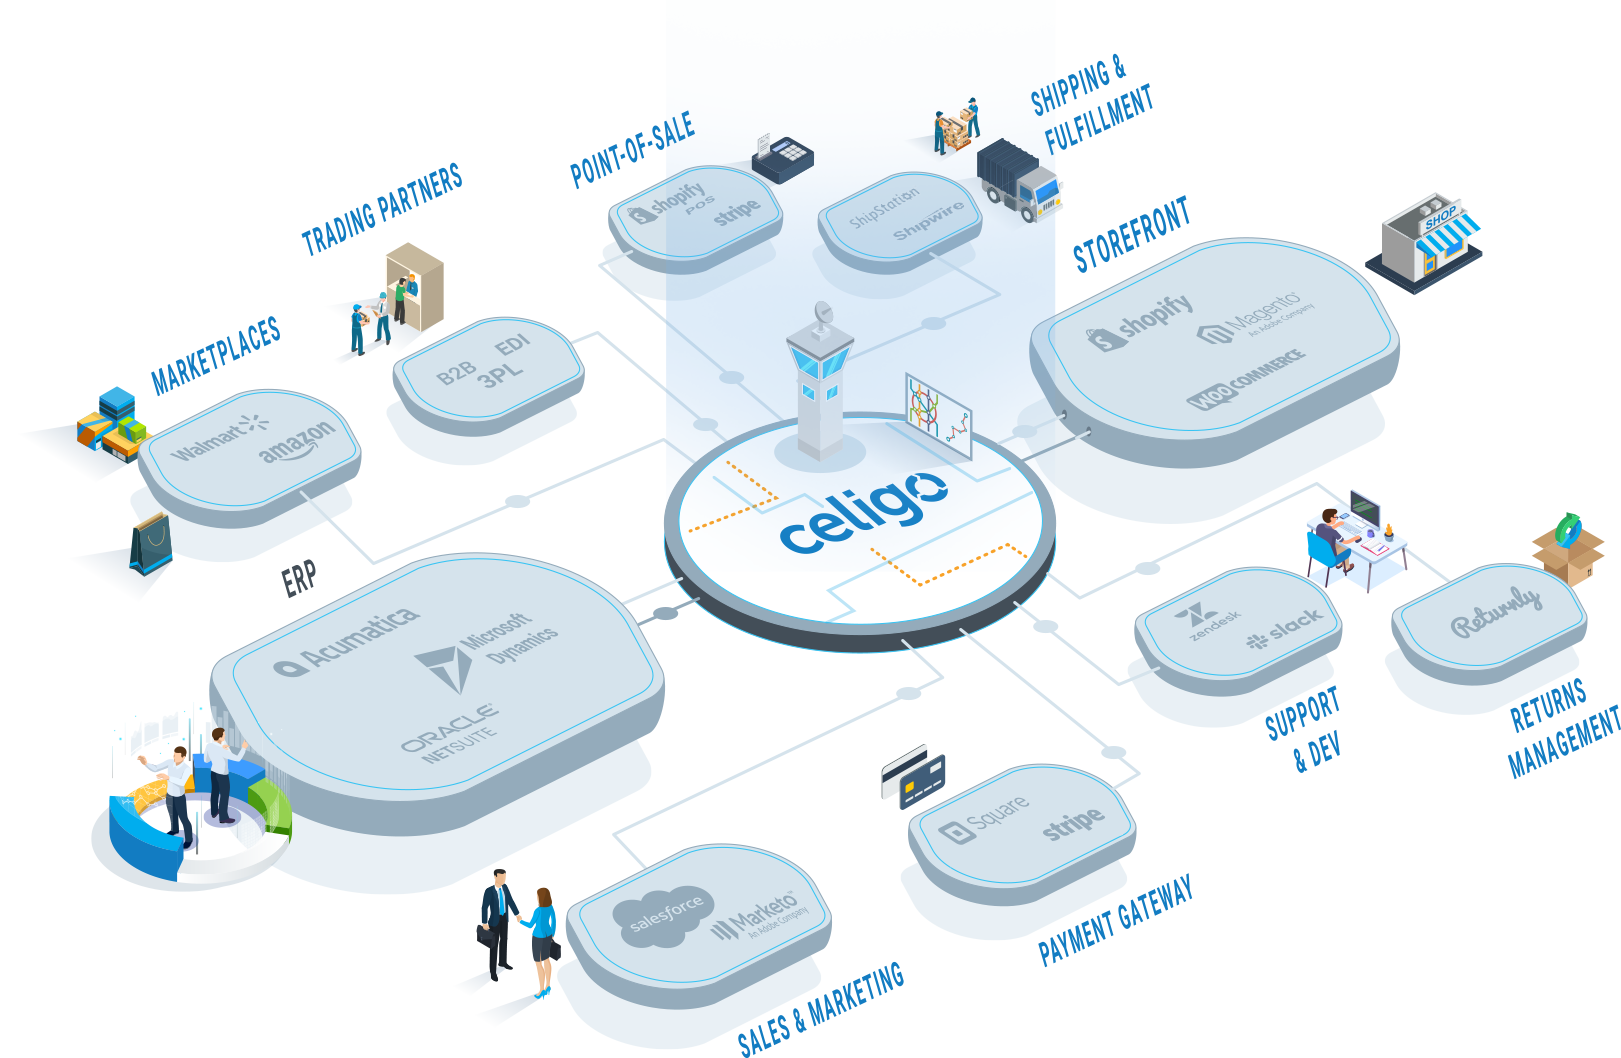 SHIPPING &
FULFILLMENT
POINT-OF-SALE
shopify
POS
stripe
ShipStation
Shipwire
TRADING PARTNERS
B2B
EDI
3PL
STOREFRONT
SHOP
shopify
Magento
An Adobe Company
WOO COMMERCE
MARKETPLACES
Walmart
amazon
celigo
ERP
Acumatica
Microsoft
Dynamics
ORACLE
NETSUITE
zendesk
slack
SUPPORT
& DEV
Returnly
RETURNS
MANAGEMENT
Square
stripe
PAYMENT GATEWAY
salesforce
Marketo™
An Adobe Company
SALES & MARKETING